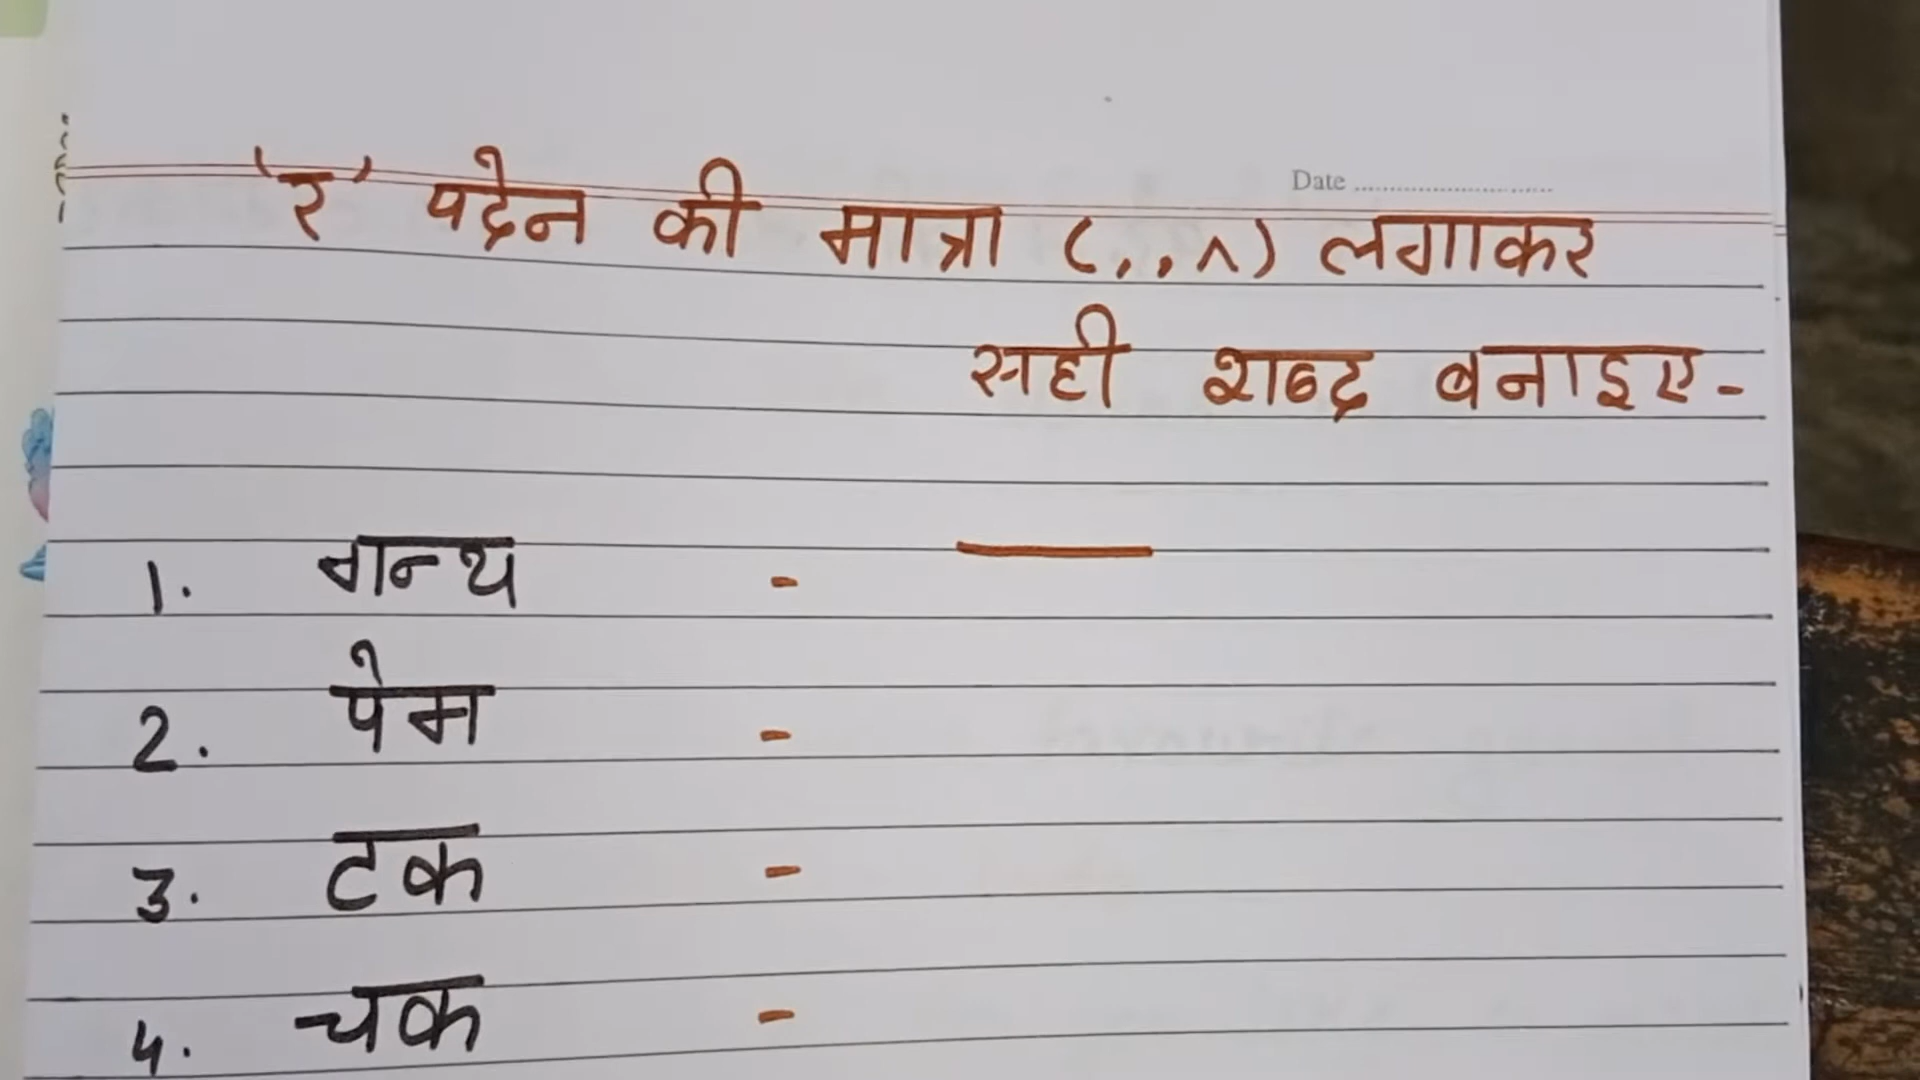 'र' पदेन की मात्रा (,,^) लगाकर
Date
सही शब्द बनाइए-
1. गन्थ -
2. पेम -
3. टक -
4. चक -